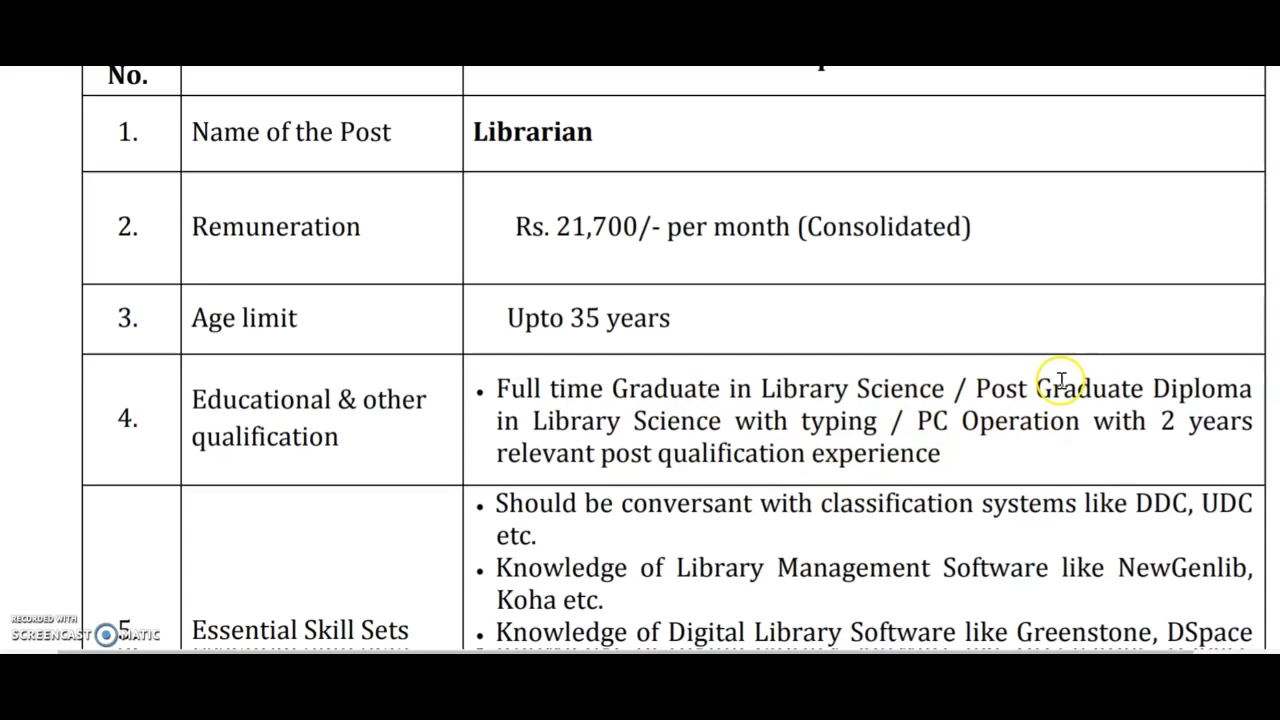 No.
1. Name of the Post Librarian
2. Remuneration Rs. 21,700/- per month (Consolidated)
3. Age limit Upto 35 years
4. Educational & other qualification
• Full time Graduate in Library Science / Post Graduate Diploma
in Library Science with typing / PC Operation with 2 years
relevant post qualification experience
5. Essential Skill Sets
• Should be conversant with classification systems like DDC, UDC
etc.
• Knowledge of Library Management Software like NewGenlib,
Koha etc.
• Knowledge of Digital Library Software like Greenstone, DSpace
RECORDED WITH
SCREENCAST MATIC